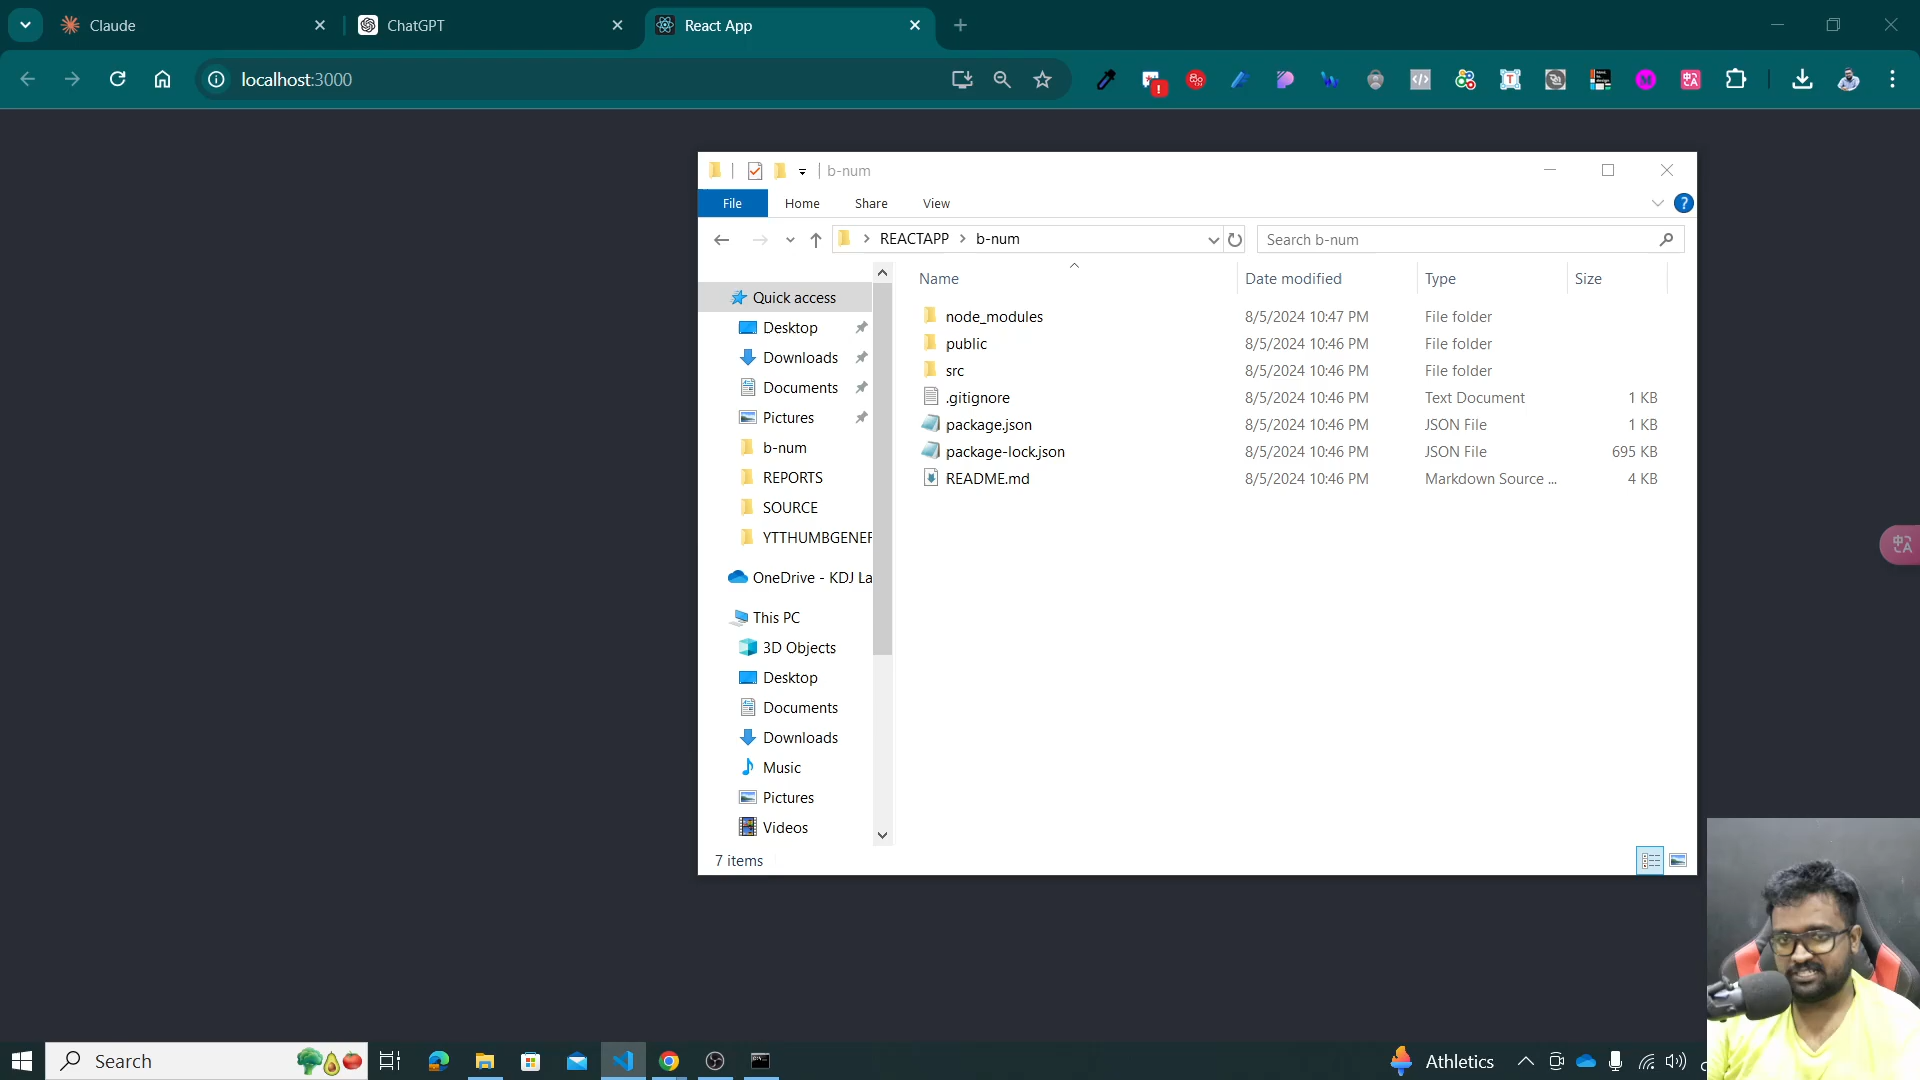 Claude
ChatGPT
React App
localhost:3000
b-num
File
Home
Share
View
REACTAPP
b-num
Search b-num
Name
Date modified
Type
Size
Quick access
Desktop
Downloads
Documents
Pictures
b-num
REPORTS
SOURCE
YTTHUMBGENEF
OneDrive - KDJ La
This PC
3D Objects
Desktop
Documents
Downloads
Music
Pictures
Videos
node_modules 8/5/2024 10:47 PM File folder
public 8/5/2024 10:46 PM File folder
src 8/5/2024 10:46 PM File folder
.gitignore 8/5/2024 10:46 PM Text Document 1 KB
package.json 8/5/2024 10:46 PM JSON File 1 KB
package-lock.json 8/5/2024 10:46 PM JSON File 695 KB
README.md 8/5/2024 10:46 PM Markdown Source ... 4 KB
7 items
Search
Athletics